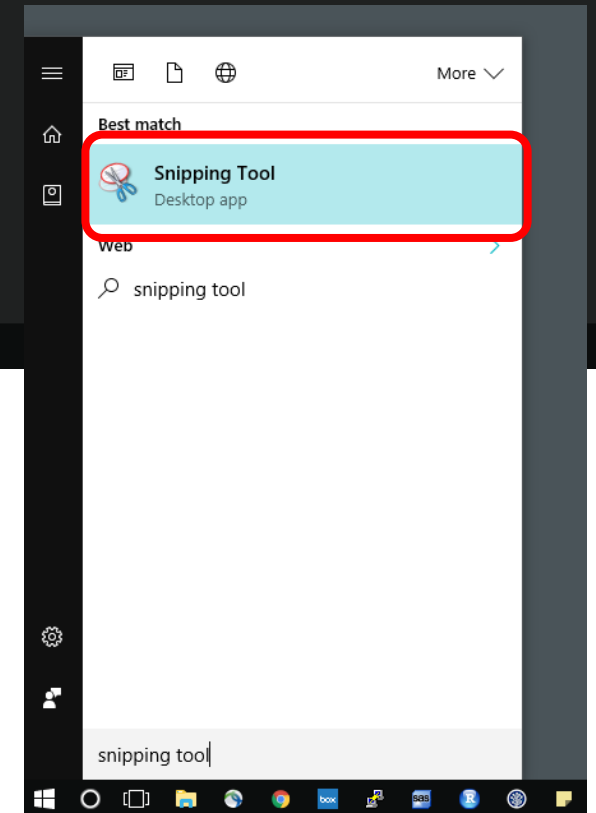 More
Best match
Snipping Tool
Desktop app
Web
snipping tool
snipping tool
box
sas
R